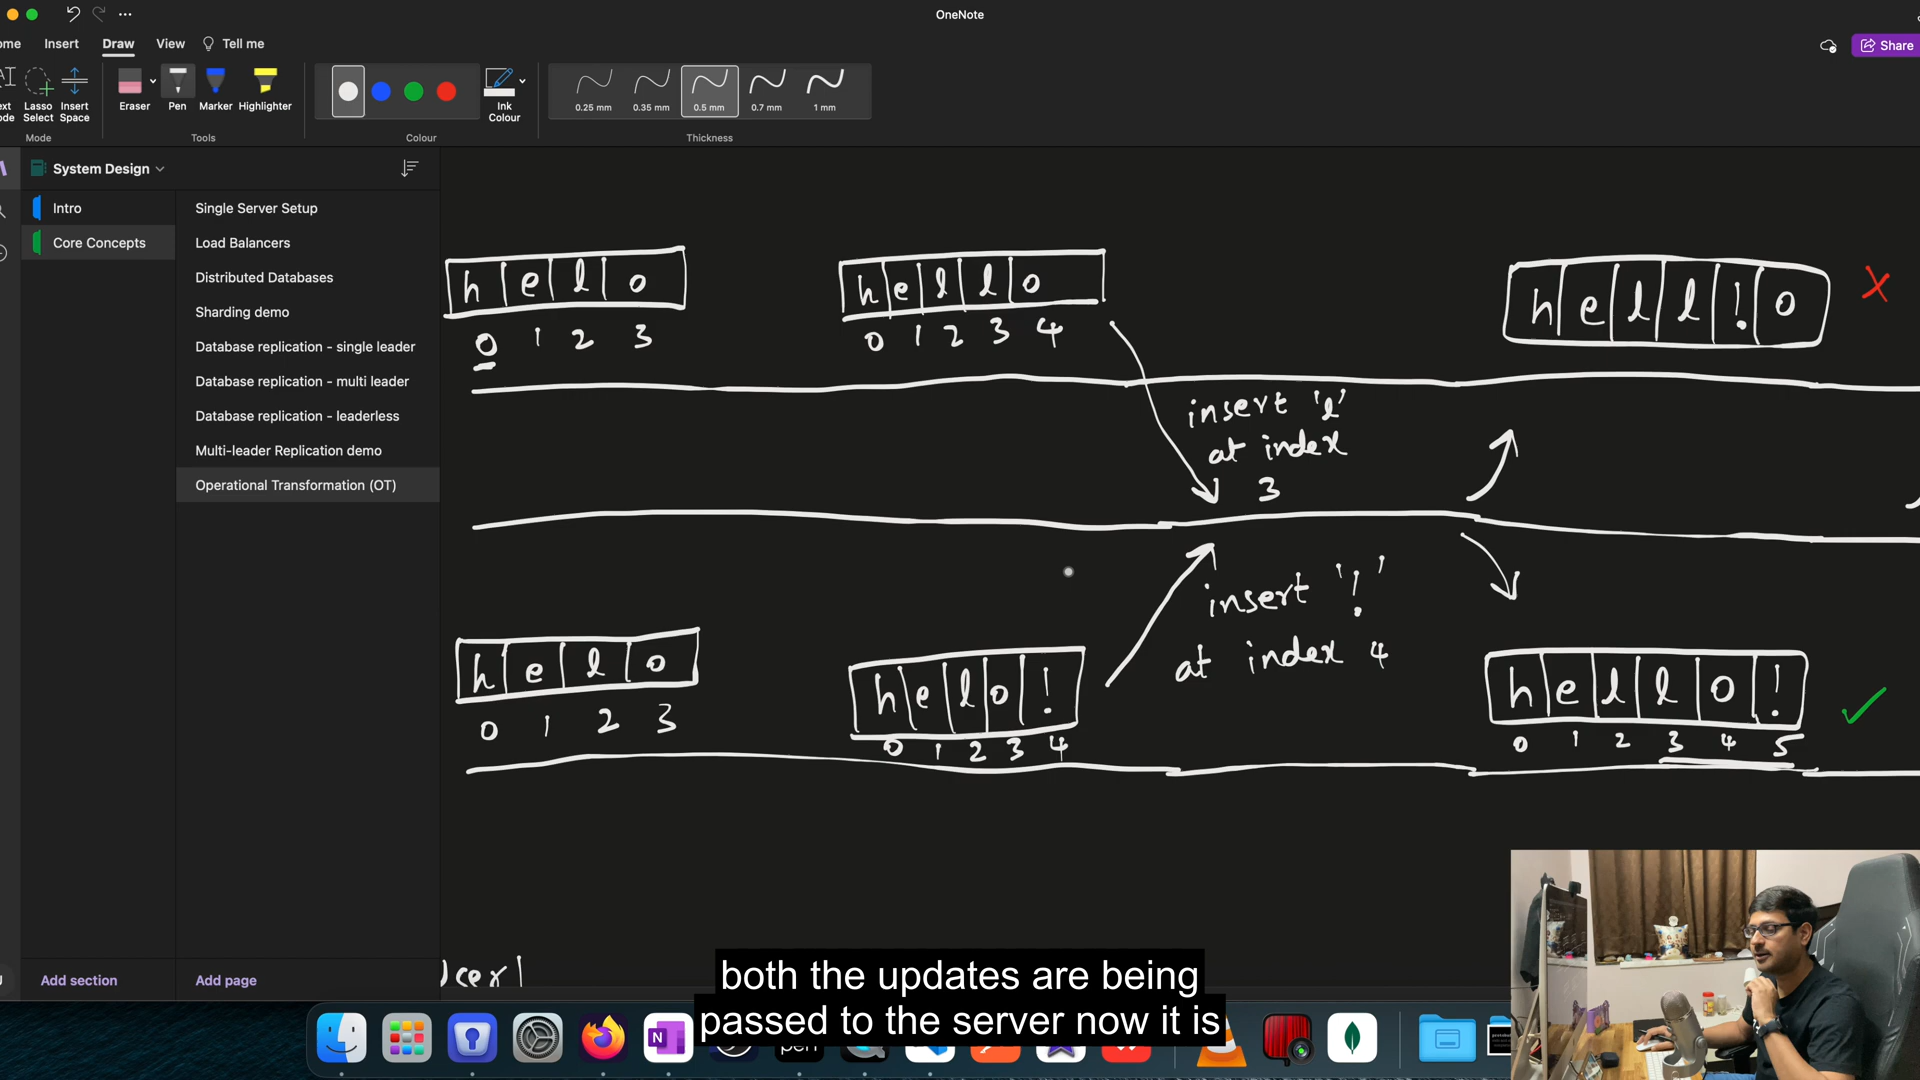 OneNote
ome Insert Draw View Tell me
Share
Lasso Select
Insert Space
Eraser
Pen
Marker
Highlighter
Ink Colour
0.25 mm 0.35 mm 0.5 mm 0.7 mm 1 mm
Mode Tools Colour Thickness
System Design
Intro
Core Concepts
Single Server Setup
Load Balancers
Distributed Databases
Sharding demo
Database replication - single leader
Database replication - multi leader
Database replication - leaderless
Multi-leader Replication demo
Operational Transformation (OT)
Add section
Add page
h e l o
0 1 2 3
h e l l o
0 1 2 3 4
h e l l ! o X
insert 'l'
at index
3
insert '!'
at index 4
h e l o
0 1 2 3
h e l o !
0 1 2 3 4
h e l l o !
0 1 2 3 4 5
both the updates are being
passed to the server now it is